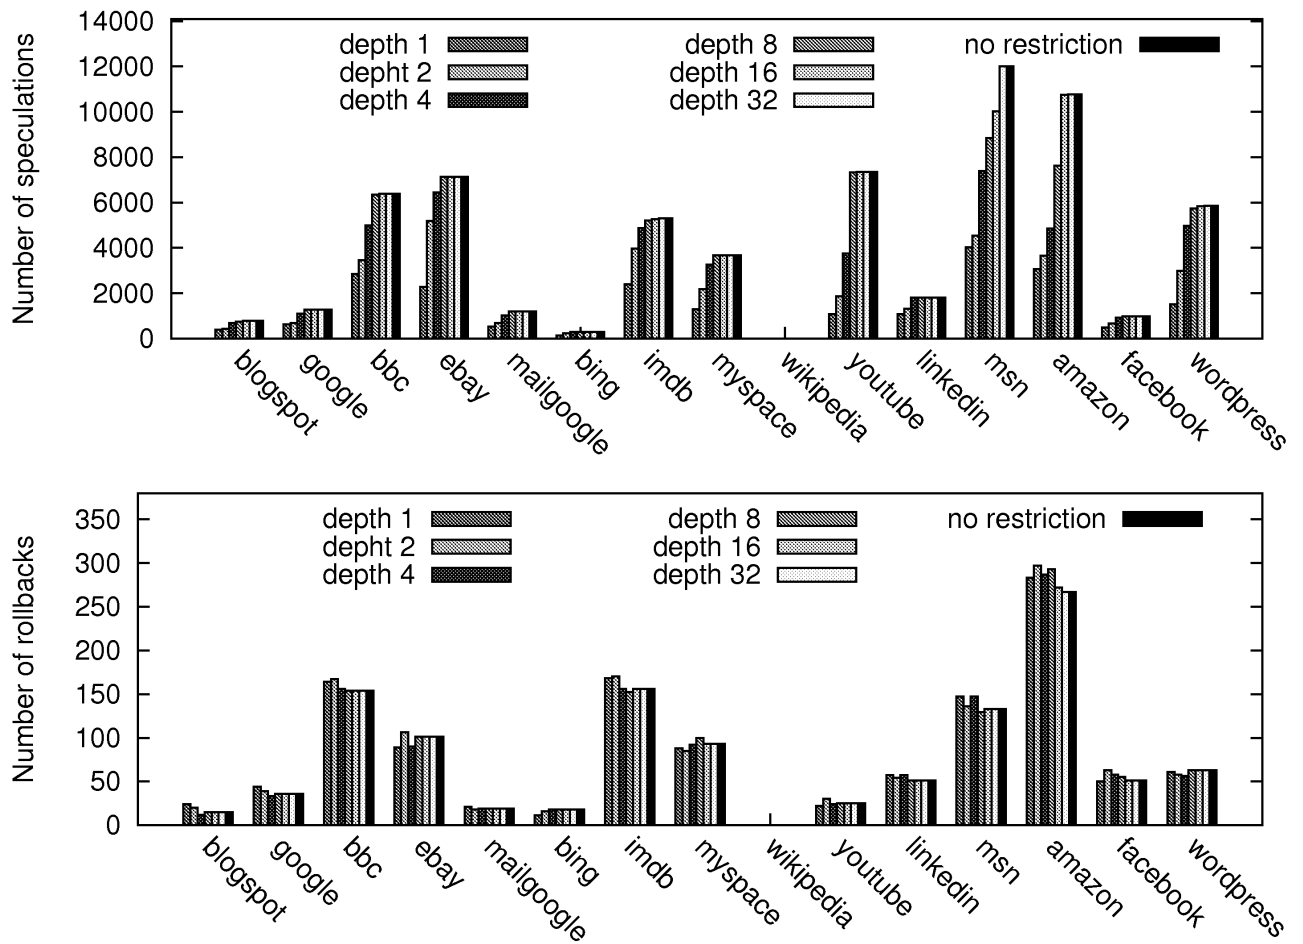 Number of speculations
14000
12000
10000
8000
6000
4000
2000
0
depth 1
depht 2
depth 4
depth 8
depth 16
depth 32
no restriction
blogspot
google
bbc
ebay
mailgoogle
bing
imdb
myspace
wikipedia
youtube
linkedin
msn
amazon
facebook
wordpress
Number of rollbacks
350
300
250
200
150
100
50
0
depth 1
depht 2
depth 4
depth 8
depth 16
depth 32
no restriction
blogspot
google
bbc
ebay
mailgoogle
bing
imdb
myspace
wikipedia
youtube
linkedin
msn
amazon
facebook
wordpress